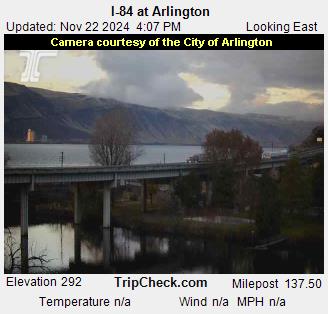 I-84 at Arlington
Updated: Nov 22 2024 4:07 PM Looking East
Camera courtesy of the City of Arlington
Elevation 292 TripCheck.com Milepost 137.50
Temperature n/a Wind n/a MPH n/a